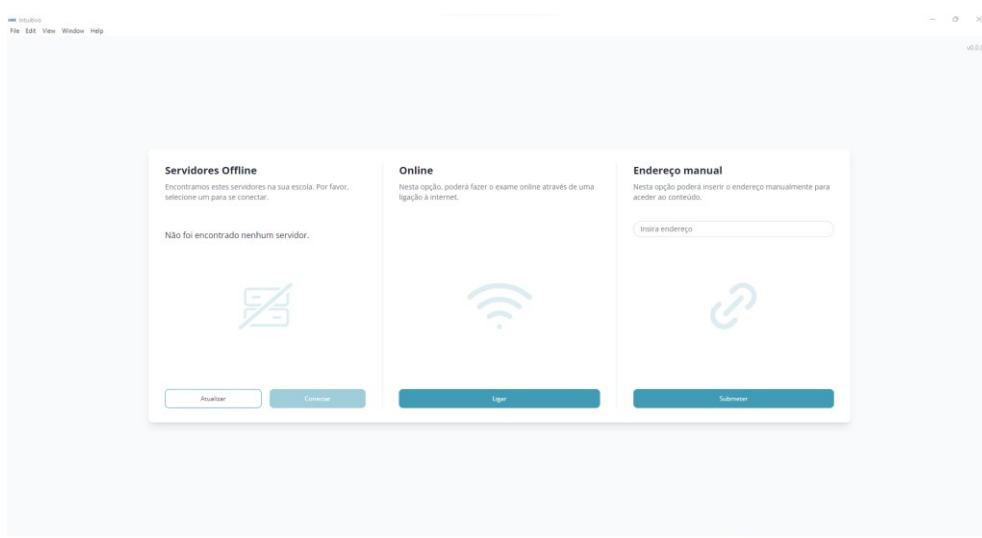 Intuitivo
File Edit View Window Help
Servidores Offline
Encontramos estes servidores na sua escola. Por favor,
selecione um para se conectar.
Não foi encontrado nenhum servidor.
Atualizar
Conectar
Online
Nesta opção, poderá fazer o exame online através de uma
ligação à internet.
Ligar
Endereço manual
Nesta opção poderá inserir o endereço manualmente para
aceder ao conteúdo.
Insira endereço
Submeter